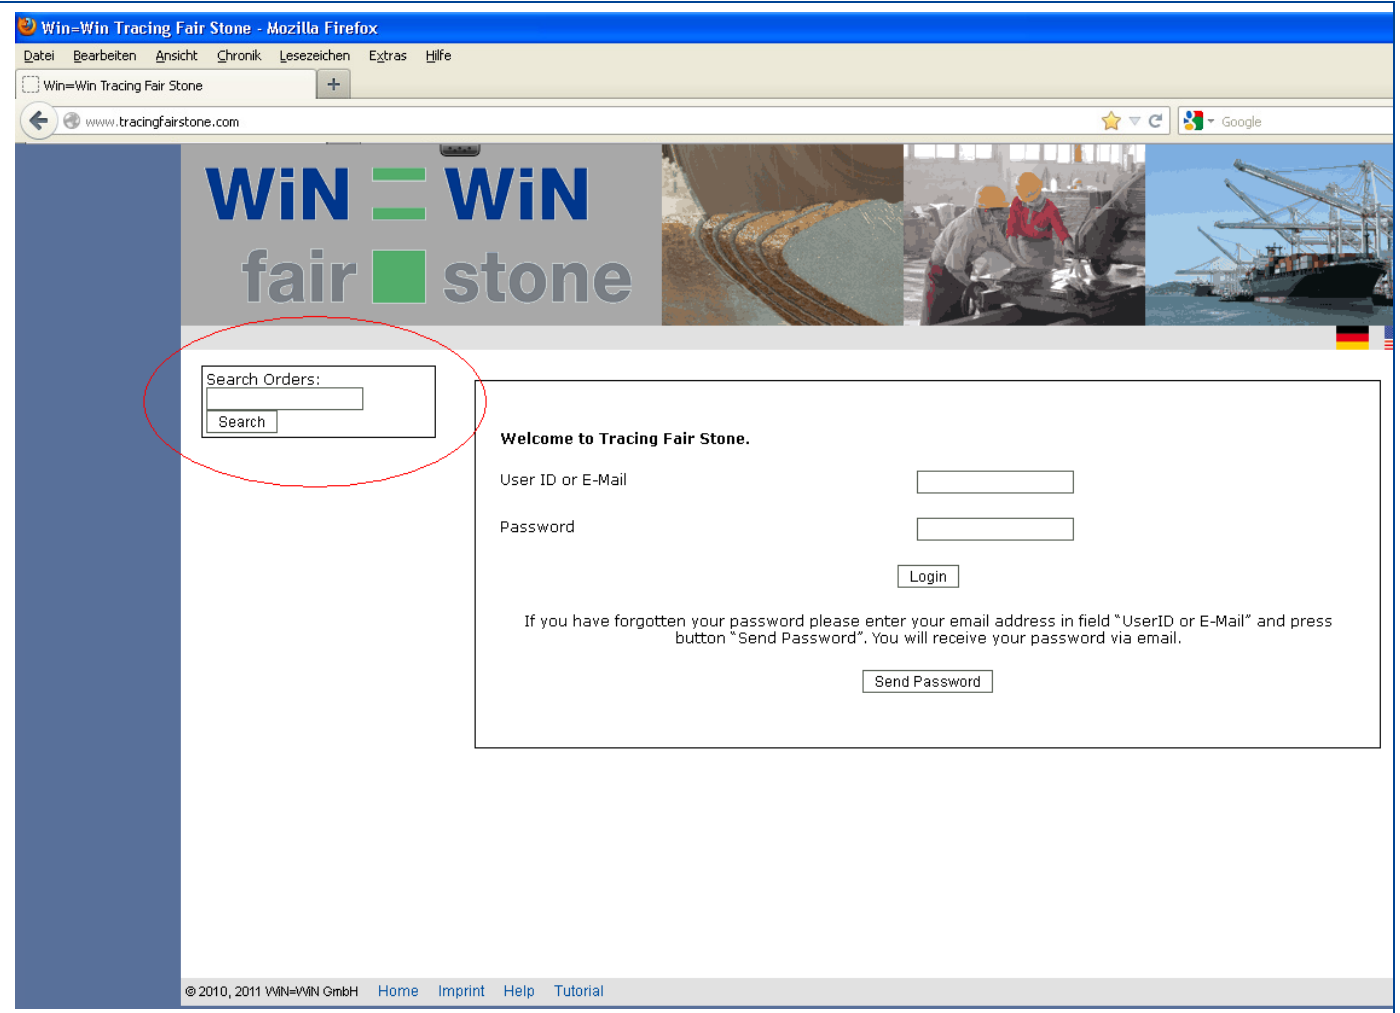 Win=Win Tracing Fair Stone - Mozilla Firefox
Datei Bearbeiten Ansicht Chronik Lesezeichen Extras Hilfe
Win=Win Tracing Fair Stone +
www.tracingfairstone.com Google
WiN = WiN
fair stone
Search Orders:
Search
Welcome to Tracing Fair Stone.
User ID or E-Mail
Password
Login
If you have forgotten your password please enter your email address in field “UserID or E-Mail” and press
button “Send Password”. You will receive your password via email.
Send Password
© 2010, 2011 WiN=WiN GmbH Home Imprint Help Tutorial